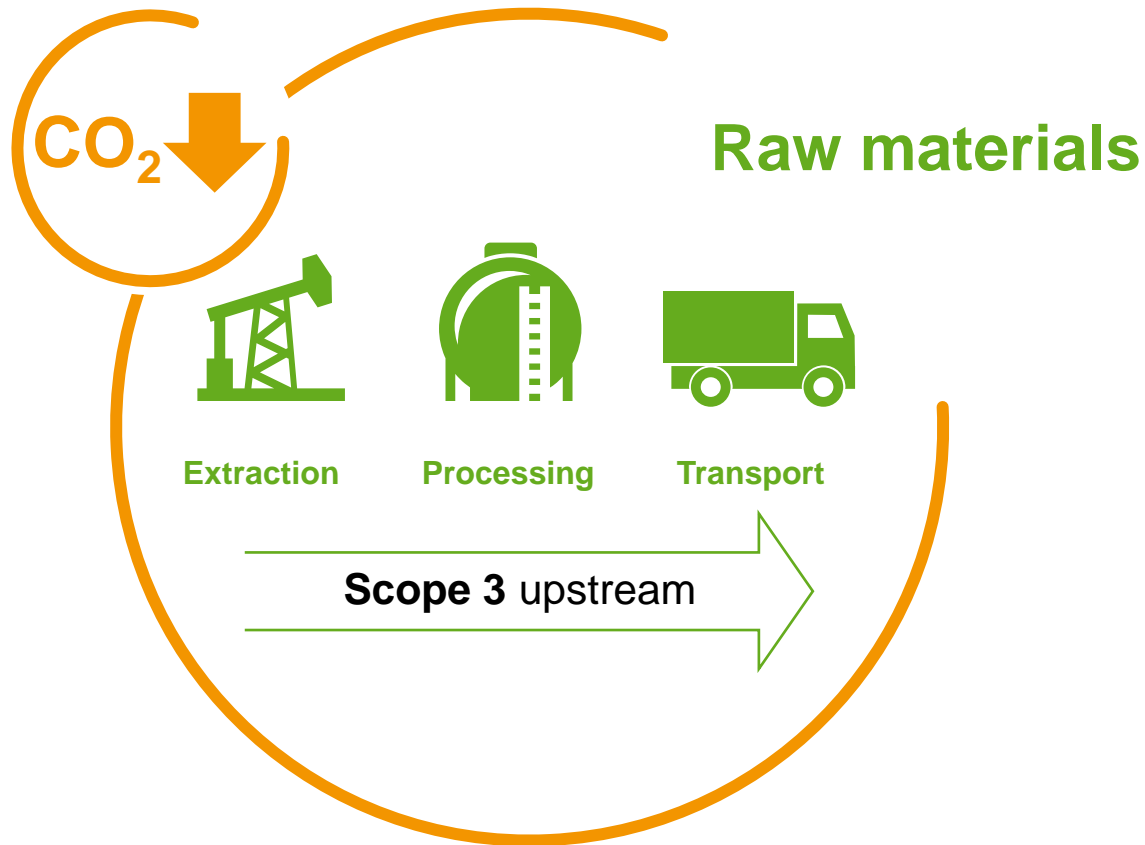 CO₂
Raw materials
Extraction Processing Transport
Scope 3 upstream